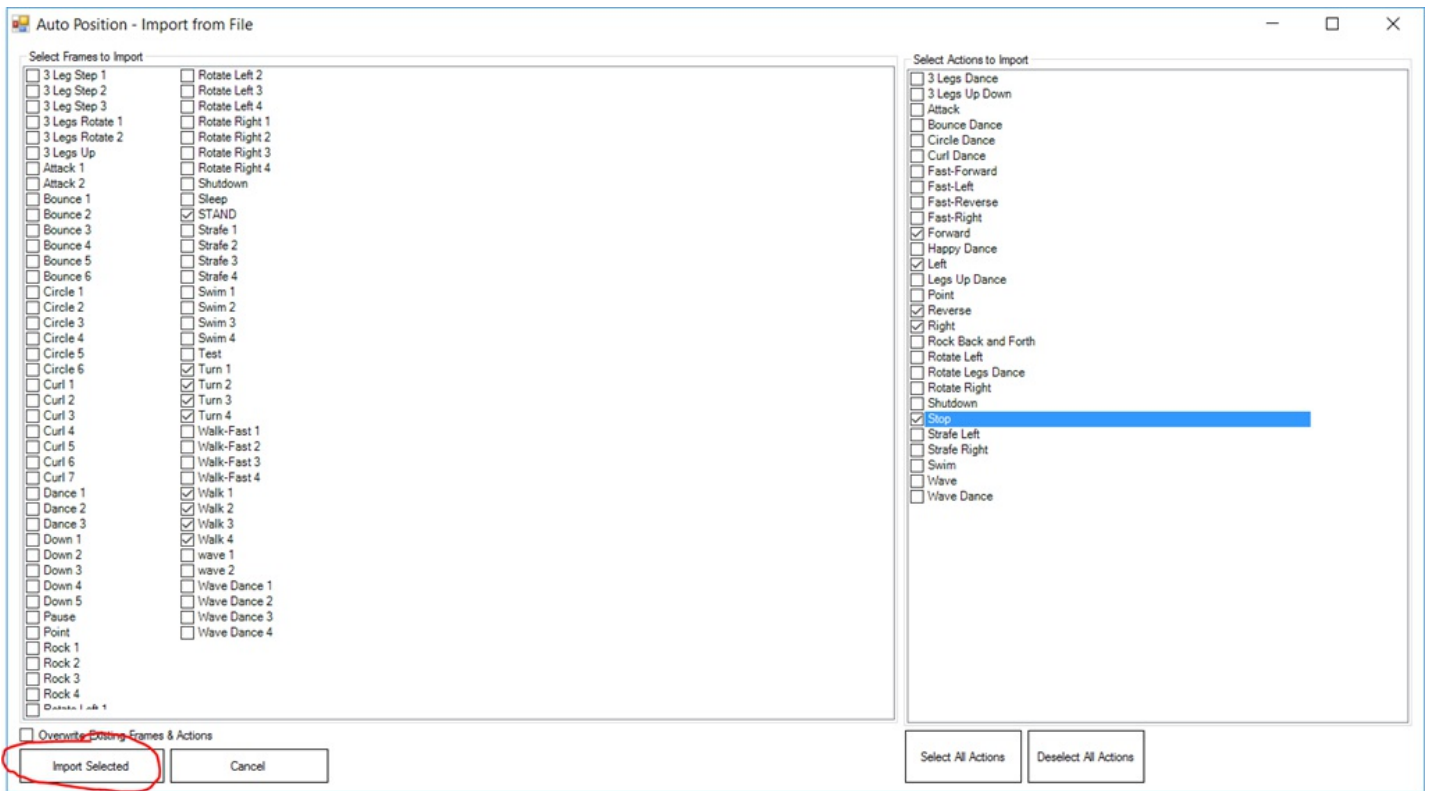 Auto Position - Import from File
Select Frames to Import
3 Leg Step 1
3 Leg Step 2
3 Leg Step 3
3 Legs Rotate 1
3 Legs Rotate 2
3 Legs Up
Attack 1
Attack 2
Bounce 1
Bounce 2
Bounce 3
Bounce 4
Bounce 5
Bounce 6
Circle 1
Circle 2
Circle 3
Circle 4
Circle 5
Circle 6
Curl 1
Curl 2
Curl 3
Curl 4
Curl 5
Curl 6
Curl 7
Dance 1
Dance 2
Dance 3
Down 1
Down 2
Down 3
Down 4
Down 5
Pause
Point
Rock 1
Rock 2
Rock 3
Rock 4
Rotate Left 1
Rotate Left 2
Rotate Left 3
Rotate Left 4
Rotate Right 1
Rotate Right 2
Rotate Right 3
Rotate Right 4
Shutdown
Sleep
STAND
Strafe 1
Strafe 2
Strafe 3
Strafe 4
Swim 1
Swim 2
Swim 3
Swim 4
Test
Turn 1
Turn 2
Turn 3
Turn 4
Walk-Fast 1
Walk-Fast 2
Walk-Fast 3
Walk-Fast 4
Walk 1
Walk 2
Walk 3
Walk 4
wave 1
wave 2
Wave Dance 1
Wave Dance 2
Wave Dance 3
Wave Dance 4
Select Actions to Import
3 Legs Dance
3 Legs Up Down
Attack
Bounce Dance
Circle Dance
Curl Dance
Fast-Forward
Fast-Left
Fast-Reverse
Fast-Right
Forward
Happy Dance
Left
Legs Up Dance
Point
Reverse
Right
Rock Back and Forth
Rotate Left
Rotate Legs Dance
Rotate Right
Shutdown
Stop
Strafe Left
Strafe Right
Swim
Wave
Wave Dance
Overwrite Existing Frames & Actions
Import Selected
Cancel
Select All Actions
Deselect All Actions